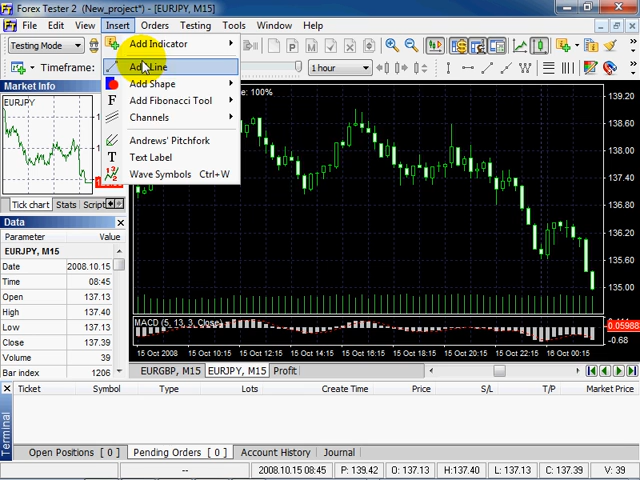 Forex Tester 2 (New_project*) - [EURJPY, M15]
File Edit View Insert Orders Testing Tools Window Help
Testing Mode
Add Indicator
Timeframe:
Add Line
1 hour
Market Info
Add Shape
EURJPY
Add Fibonacci Tool
Channels
Andrews' Pitchfork
Text Label
Wave Symbols Ctrl+W
: 100%
139.20
138.60
138.00
137.40
136.80
136.20
135.60
135.00
Tick chart Stats Script
Data
Parameter Value
EURJPY, M15
Date 2008.10.15
Time 08:45
Open 137.13
High 137.40
Low 137.13
Close 137.39
Volume 39
Bar index 1206
MACD (5, 13, 3, Close)
0.05988
-0.68
15 Oct 2008 15 Oct 10:15 15 Oct 12:15 15 Oct 14:15 15 Oct 16:15 15 Oct 18:15 15 Oct 20:15 15 Oct 22:15 16 Oct 00:15
EURGBP, M15 EURJPY, M15 Profit
Ticket Symbol Type Lots Create Time Price S/L T/P Market Price
Terminal
Open Positions [ 0 ] Pending Orders [ 0 ] Account History Journal
-- 2008.10.15 08:45 P: 139.42 O: 137.13 H:137.40 L: 137.13 C: 137.39 V: 39